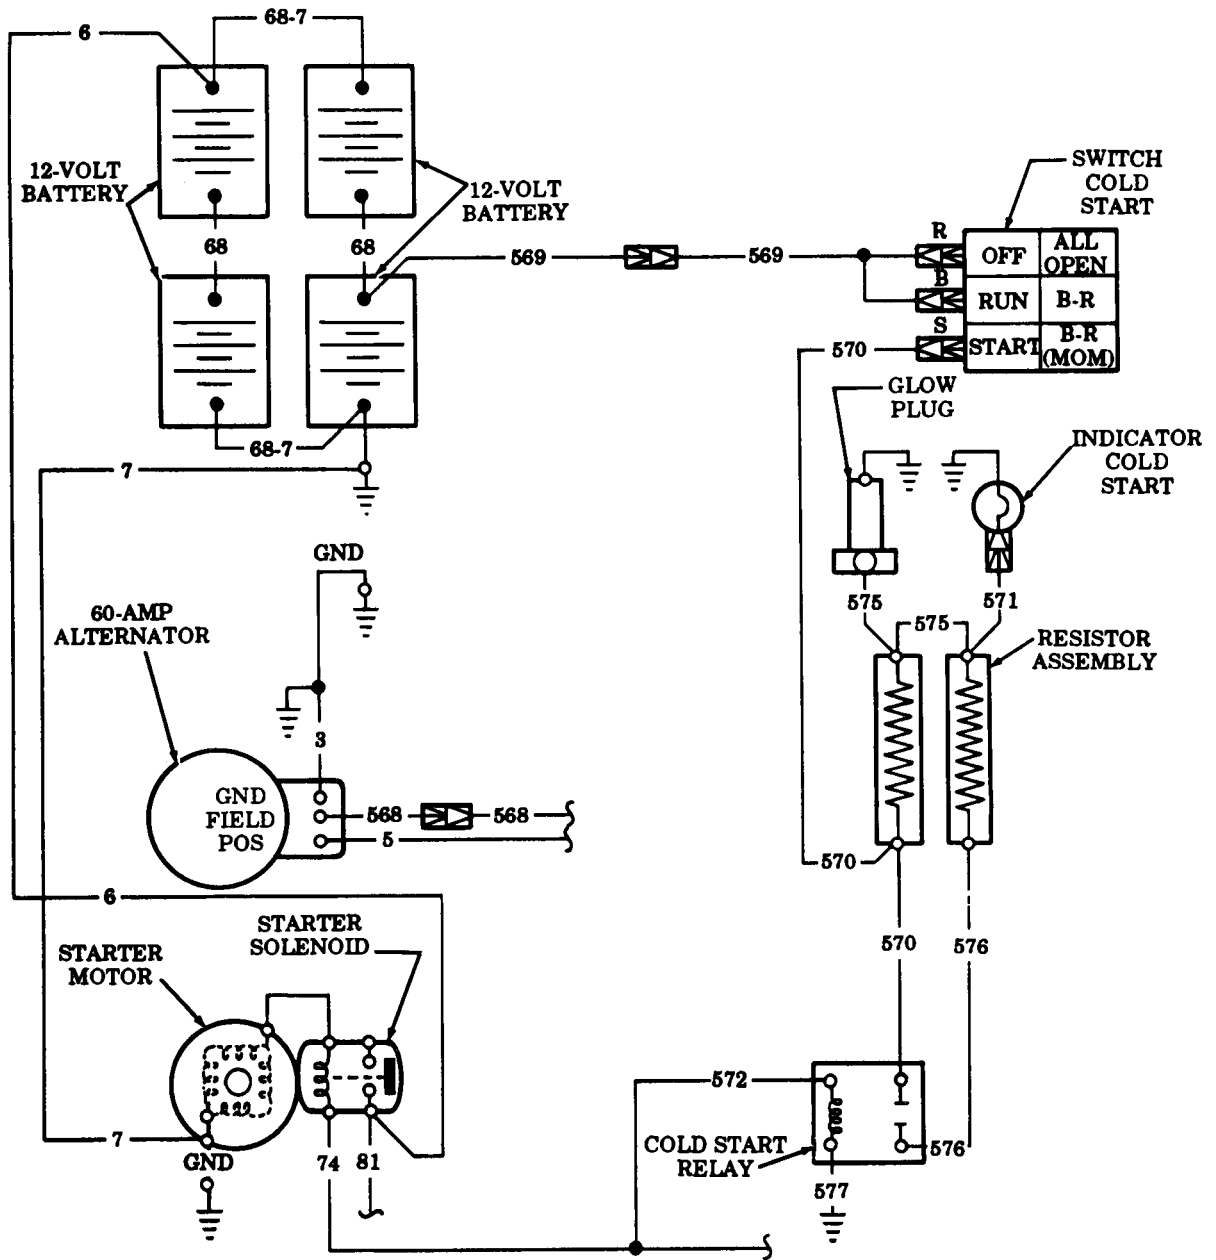 68-7
6
12-VOLT
BATTERY
12-VOLT
BATTERY
68
68
569
569
SWITCH
COLD
START
R
OFF
ALL
OPEN
B
RUN
B-R
S
START
B-R
(MOM)
570
68-7
7
GLOW
PLUG
INDICATOR
COLD
START
GND
60-AMP
ALTERNATOR
575
571
575
RESISTOR
ASSEMBLY
3
GND
FIELD
POS
568
568
5
570
6
STARTER
SOLENOID
STARTER
MOTOR
570
576
572
7
GND
74
81
COLD START
RELAY
576
577